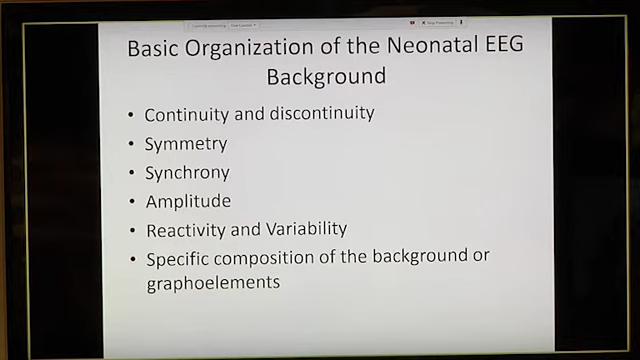 Basic Organization of the Neonatal EEG
Background
• Continuity and discontinuity
• Symmetry
• Synchrony
• Amplitude
• Reactivity and Variability
• Specific composition of the background or
graphoelements